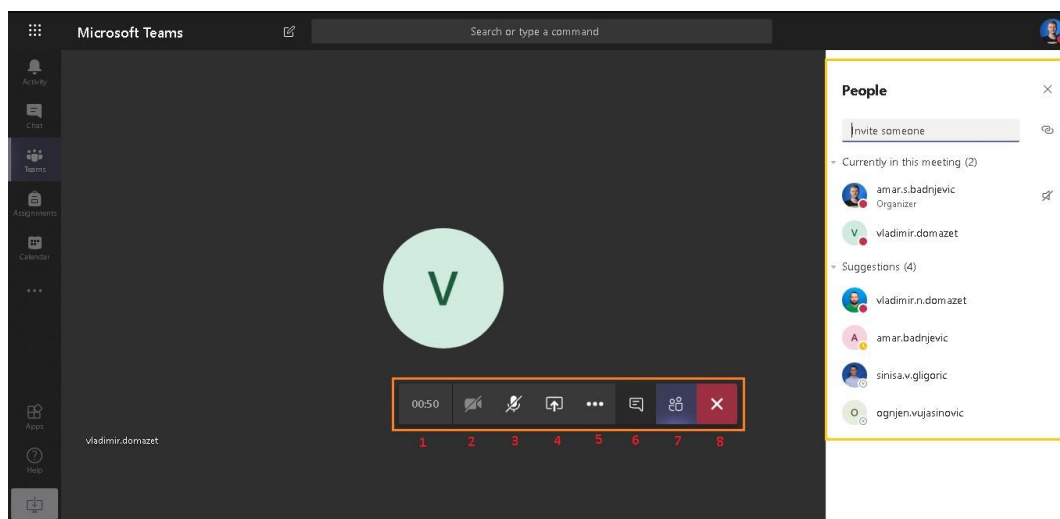 Microsoft Teams
Search or type a command
Activity
Chat
Teams
Assignments
Calendar
Apps
Help
V
vladimir.domazet
00:50
1 2 3 4 5 6 7 8
People
Invite someone
Currently in this meeting (2)
amar.s.badnjevic
Organizer
V vladimir.domazet
Suggestions (4)
vladimir.n.domazet
A amar.badnjevic
sinisa.v.gligoric
O ognjen.vujasinovic